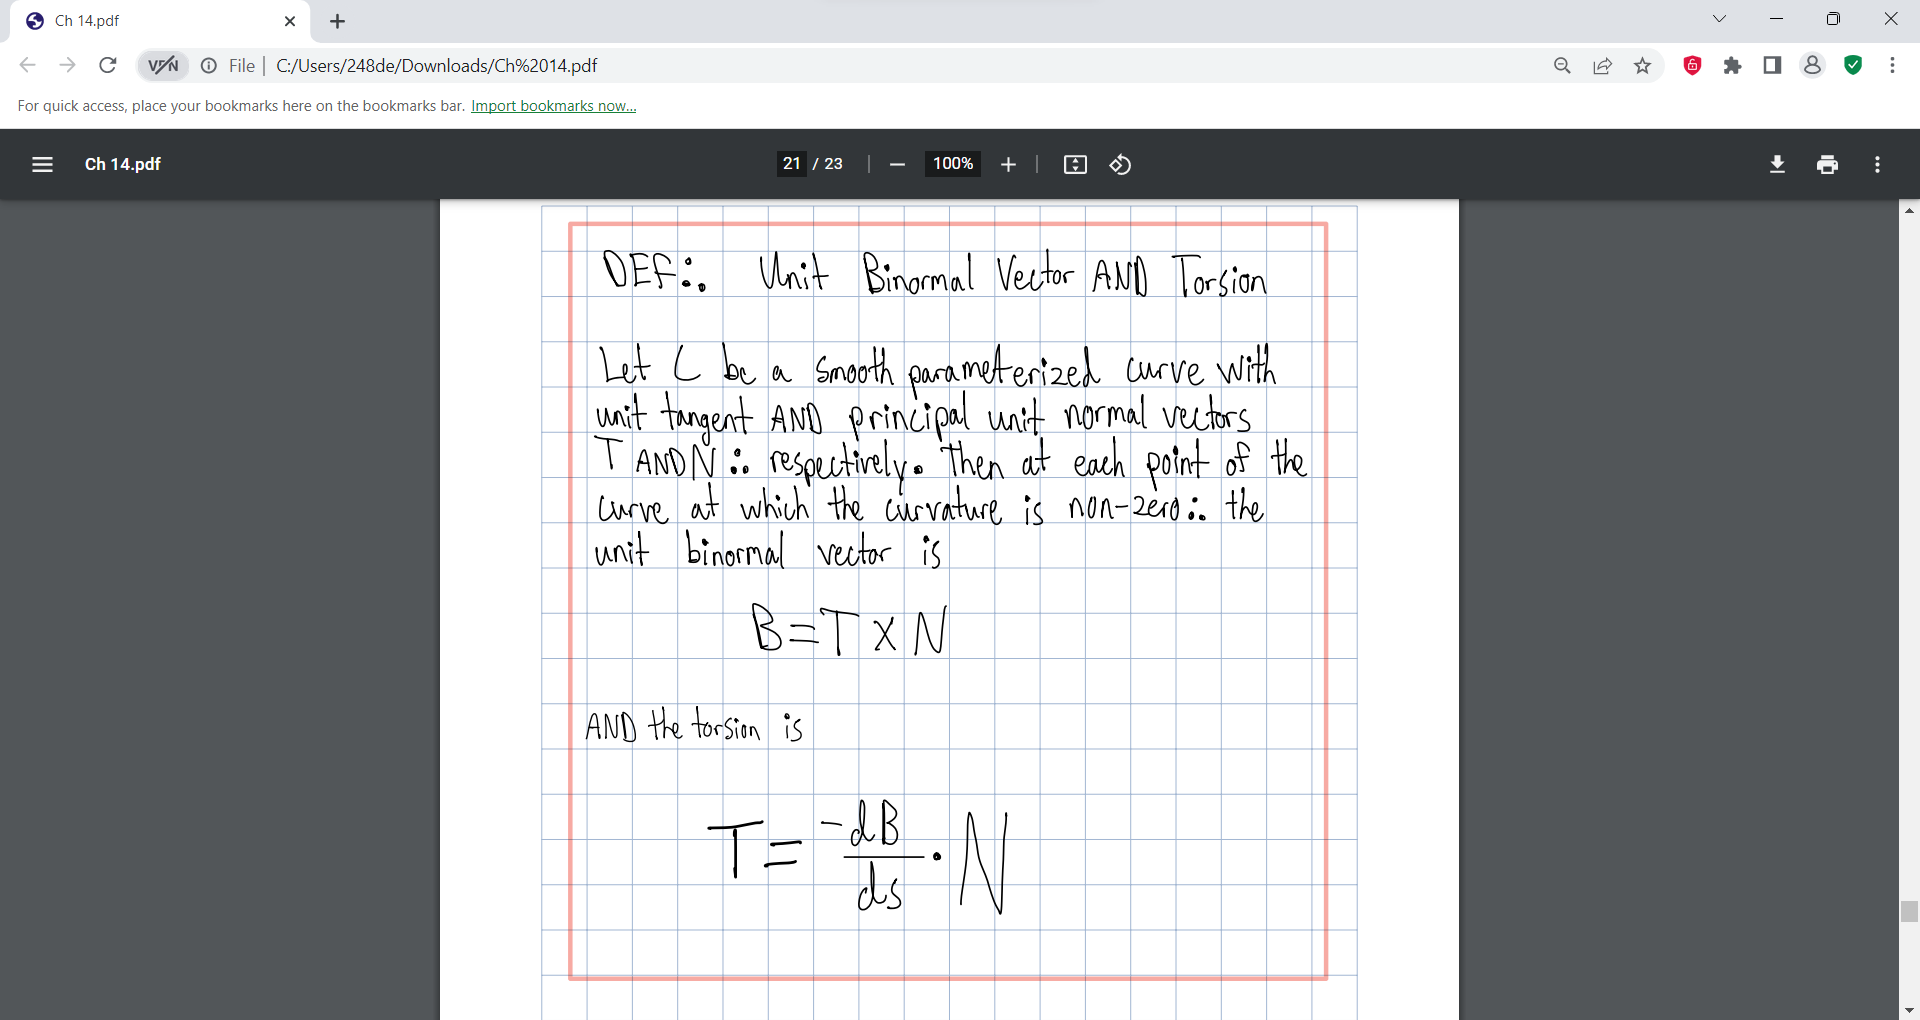 Ch 14.pdf
VPN File C:/Users/248de/Downloads/Ch%2014.pdf
For quick access, place your bookmarks here on the bookmarks bar. Import bookmarks now...
Ch 14.pdf 21 / 23 100%
DEF:. Unit Binormal Vector AND Torsion
Let C be a smooth parameterized curve with
unit tangent AND principal unit normal vectors
T AND N :. respectively. Then at each point of the
curve at which the curvature is non-zero :. the
unit binormal vector is
B = T x N
AND the torsion is
T = -dB/ds · N